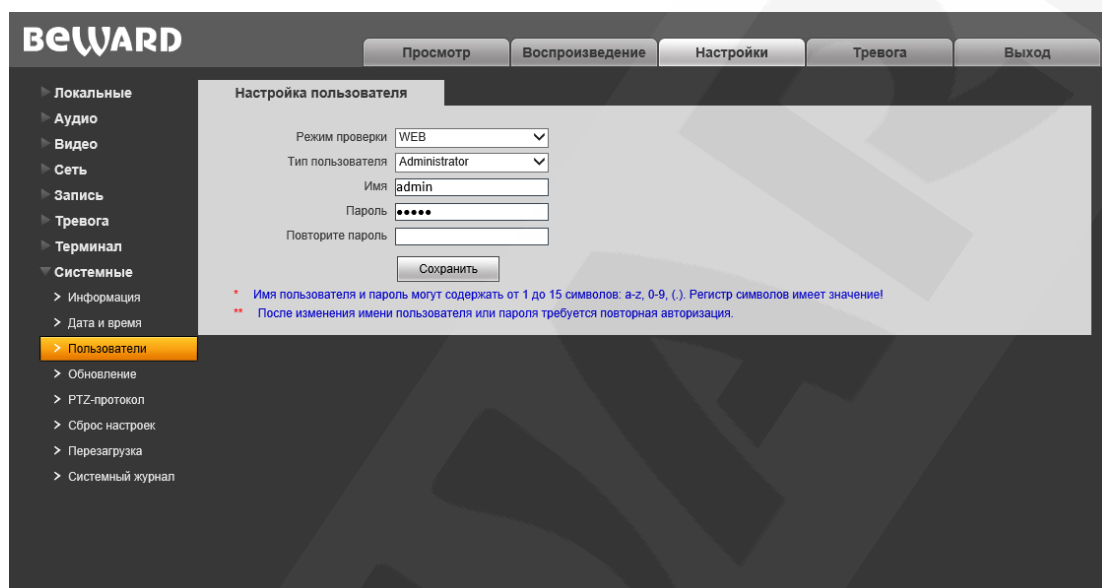 BEWARD
Просмотр Воспроизведение Настройки Тревога Выход
Локальные
Аудио
Видео
Сеть
Запись
Тревога
Терминал
Системные
> Информация
> Дата и время
> Пользователи
> Обновление
> PTZ-протокол
> Сброс настроек
> Перезагрузка
> Системный журнал
Настройка пользователя
Режим проверки WEB
Тип пользователя Administrator
Имя admin
Пароль •••••
Повторите пароль
Сохранить
* Имя пользователя и пароль могут содержать от 1 до 15 символов: a-z, 0-9, (.). Регистр символов имеет значение!
** После изменения имени пользователя или пароля требуется повторная авторизация.